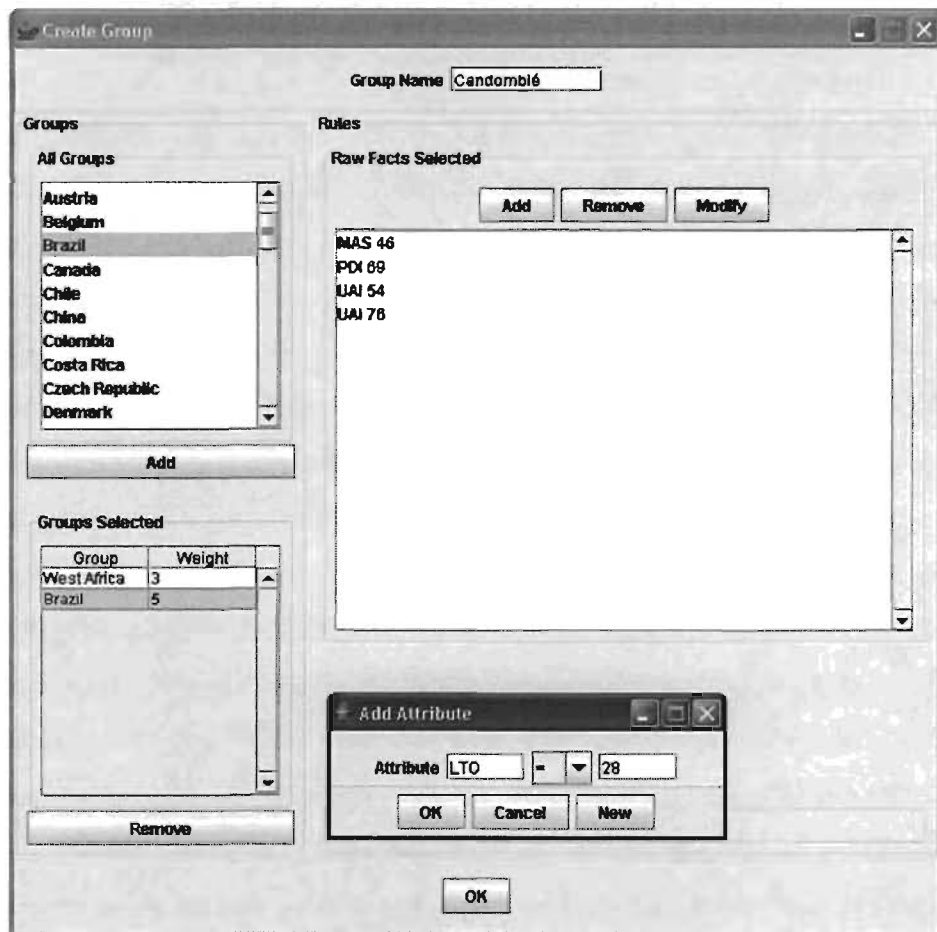 Create Group
Group Name Candomblé
Groups
All Groups
Austria
Belgium
Brazil
Canada
Chile
China
Colombia
Costa Rica
Czech Republic
Denmark
Add
Groups Selected
Group Weight
West Africa 3
Brazil 5
Remove
Rules
Raw Facts Selected
Add Remove Modify
MAS 46
PDI 69
UAI 54
UAI 76
Add Attribute
Attribute LTO = 28
OK Cancel New
OK